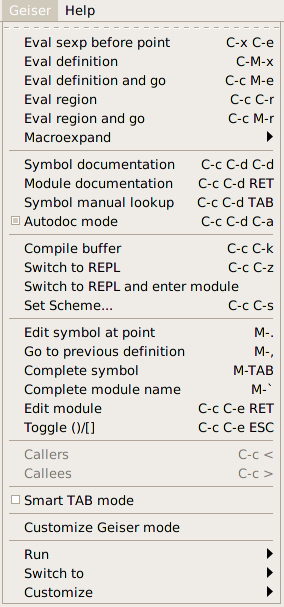 Geiser Help
Eval sexp before point C-x C-e
Eval definition C-M-x
Eval definition and go C-c M-e
Eval region C-c C-r
Eval region and go C-c M-r
Macroexpand
Symbol documentation C-c C-d C-d
Module documentation C-c C-d RET
Symbol manual lookup C-c C-d TAB
Autodoc mode C-c C-d C-a
Compile buffer C-c C-k
Switch to REPL C-c C-z
Switch to REPL and enter module
Set Scheme... C-c C-s
Edit symbol at point M-.
Go to previous definition M-,
Complete symbol M-TAB
Complete module name M-`
Edit module C-c C-e RET
Toggle ()/[] C-c C-e ESC
Callers C-c <
Callees C-c >
Smart TAB mode
Customize Geiser mode
Run
Switch to
Customize